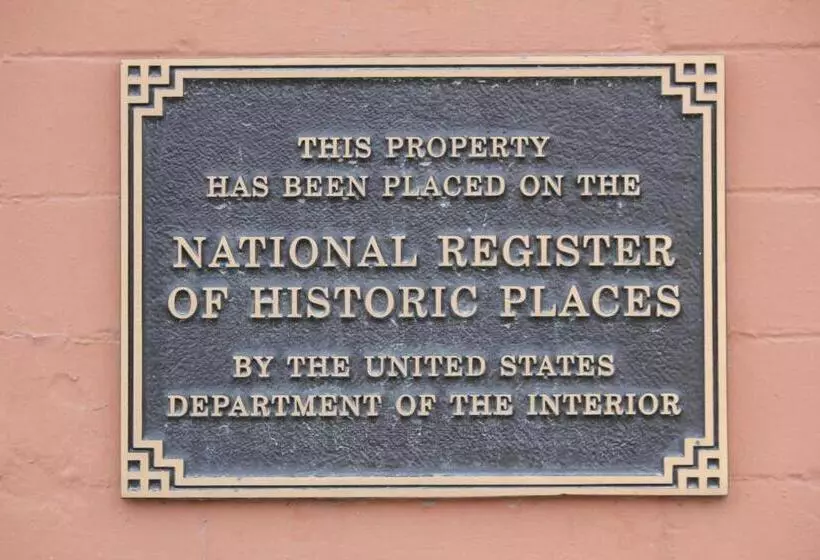 THIS PROPERTY
HAS BEEN PLACED ON THE
NATIONAL REGISTER
OF HISTORIC PLACES
BY THE UNITED STATES
DEPARTMENT OF THE INTERIOR